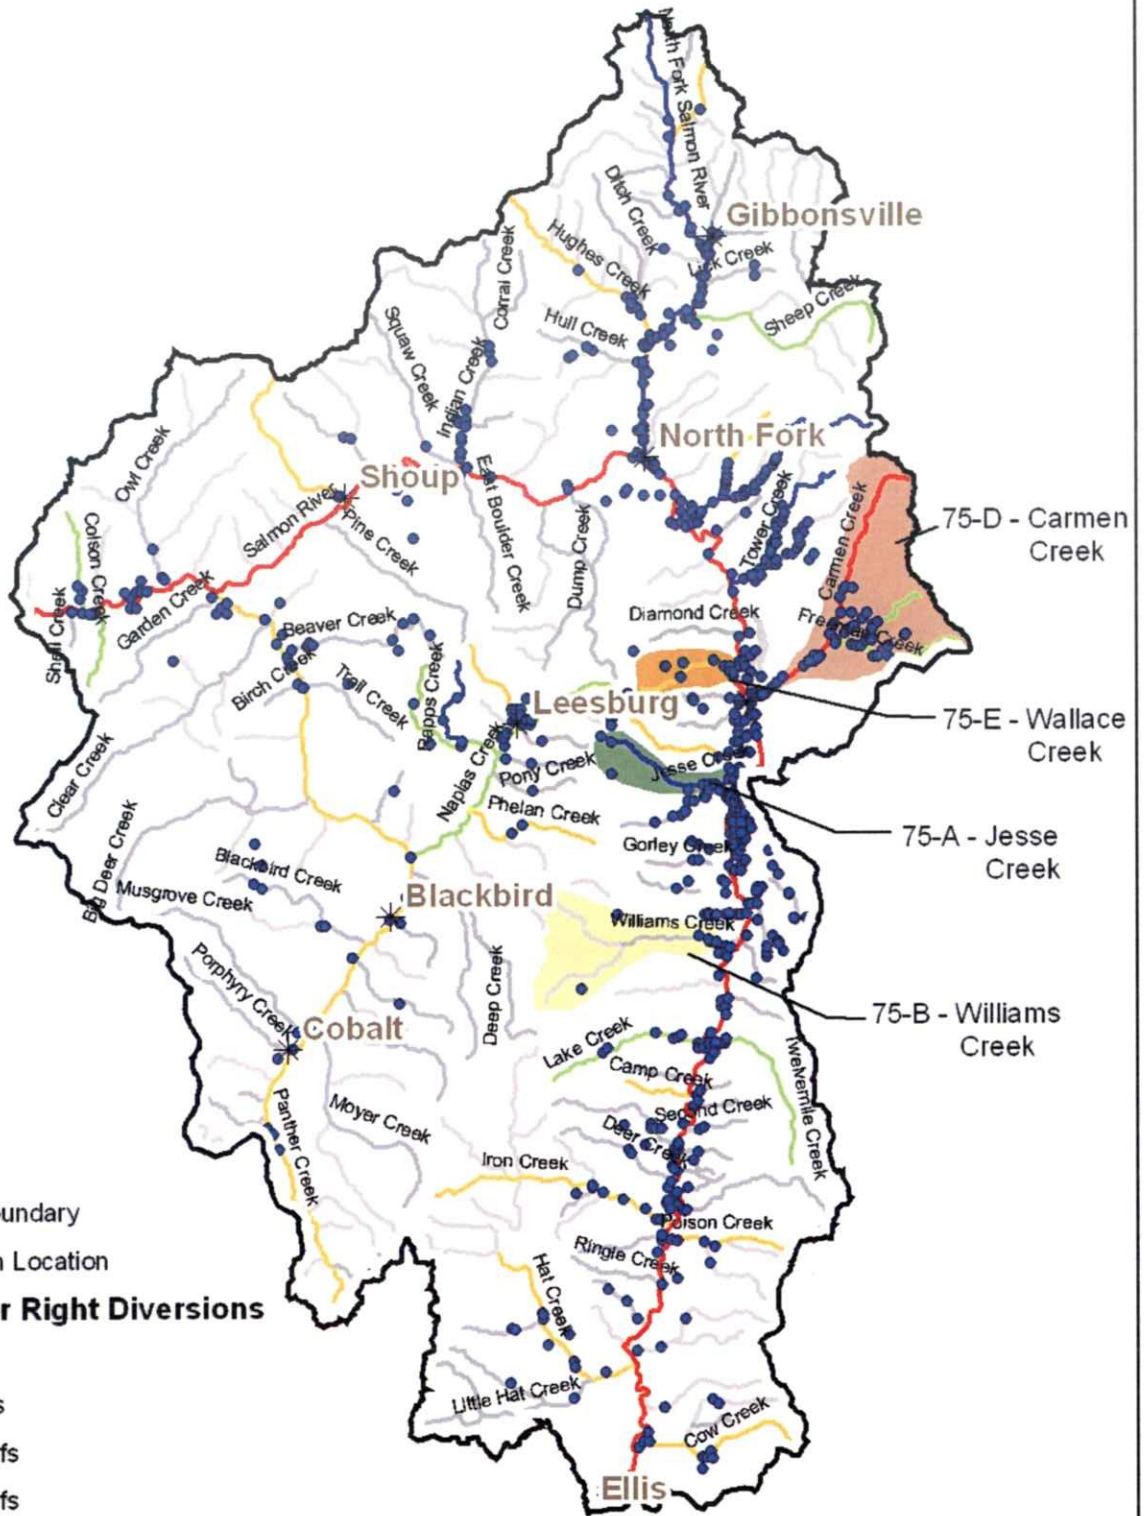 North Fork Salmon River
Gibbonsville
Ditch Creek
Hughes Creek
Lick Creek
Corral Creek
Sheep Creek
Hull Creek
Squaw Creek
Indian Creek
North Fork
Owl Creek
Shoup
Salmon River
Pine Creek
East Boulder Creek
Dump Creek
Tower Creek
Carmen Creek
75-D - Carmen
Creek
Colson Creek
Shell Creek
Garden Creek
Beaver Creek
Diamond Creek
Freeman Creek
Birch Creek
Trail Creek
Rapps Creek
Leesburg
75-E - Wallace
Creek
Clear Creek
Napias Creek
Pony Creek
Jesse Creek
Phelan Creek
75-A - Jesse
Creek
Big Deer Creek
Gorley Creek
Blackbird Creek
Musgrove Creek
Blackbird
Williams Creek
Porphyry Creek
Deep Creek
75-B - Williams
Creek
Cobalt
Lake Creek
Camp Creek
Twelvemile Creek
Moyer Creek
Second Creek
Deer Creek
Panther Creek
Iron Creek
Poison Creek
Ringle Creek
Hat Creek
Little Hat Creek
Cow Creek
Ellis
undary
n Location
r Right Diversions
s
fs
fs